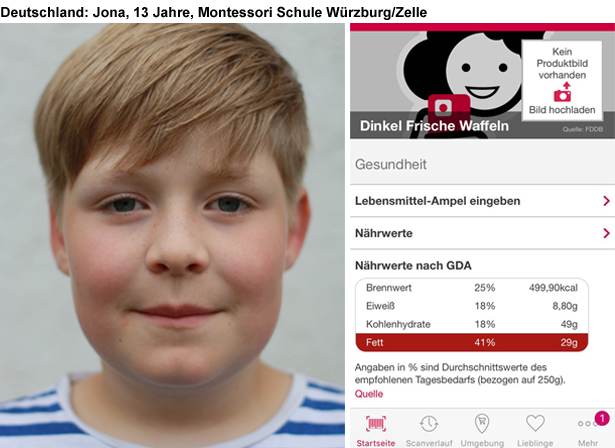 Deutschland: Jona, 13 Jahre, Montessori Schule Würzburg/Zelle
Kein
Produktbild
vorhanden
Bild hochladen
Dinkel Frische Waffeln
Quelle: FDDB
Gesundheit
Lebensmittel-Ampel eingeben
Nährwerte
Nährwerte nach GDA
Brennwert 25% 499,90kcal
Eiweiß 18% 8,80g
Kohlenhydrate 18% 49g
Fett 41% 29g
Angaben in % sind Durchschnittswerte des
empfohlenen Tagesbedarfs (bezogen auf 250g).
Quelle
1
Startseite Scanverlauf Umgebung Lieblinge Mehr